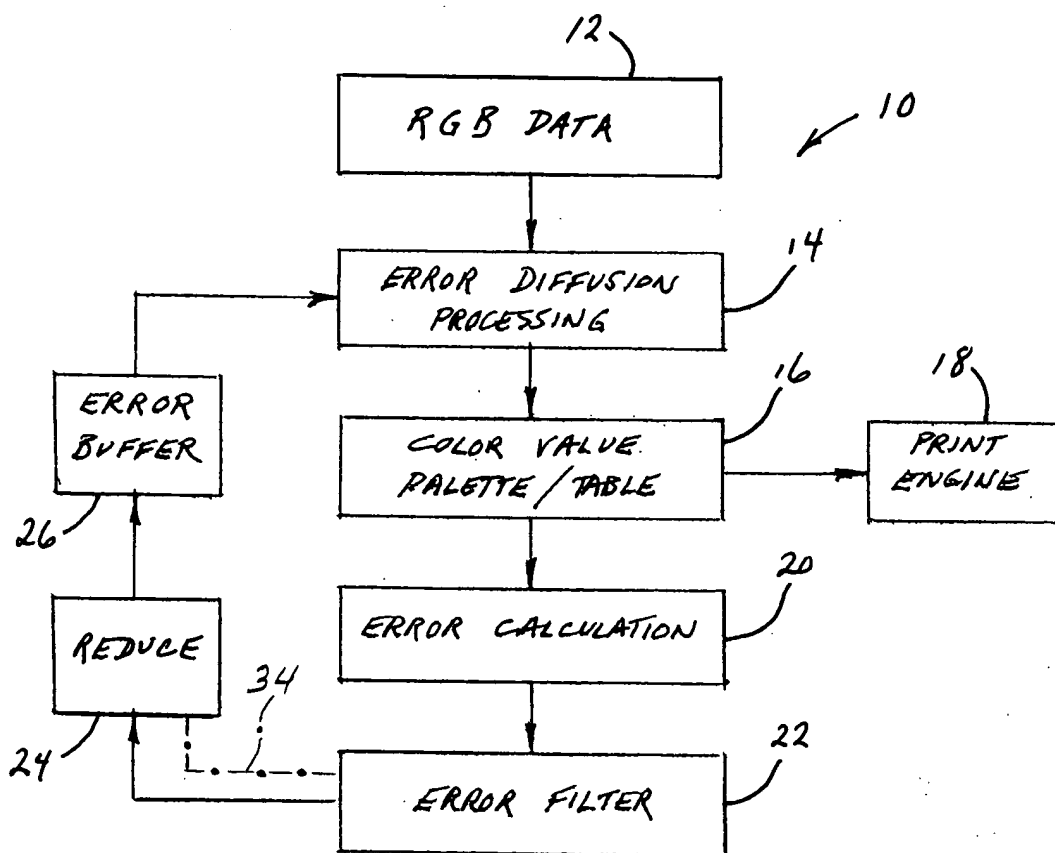 12
RGB DATA
10
ERROR DIFFUSION
PROCESSING
14
ERROR
BUFFER
26
COLOR VALUE
PALETTE/TABLE
16
18
PRINT
ENGINE
ERROR CALCULATION
20
REDUCE
24
34
ERROR FILTER
22